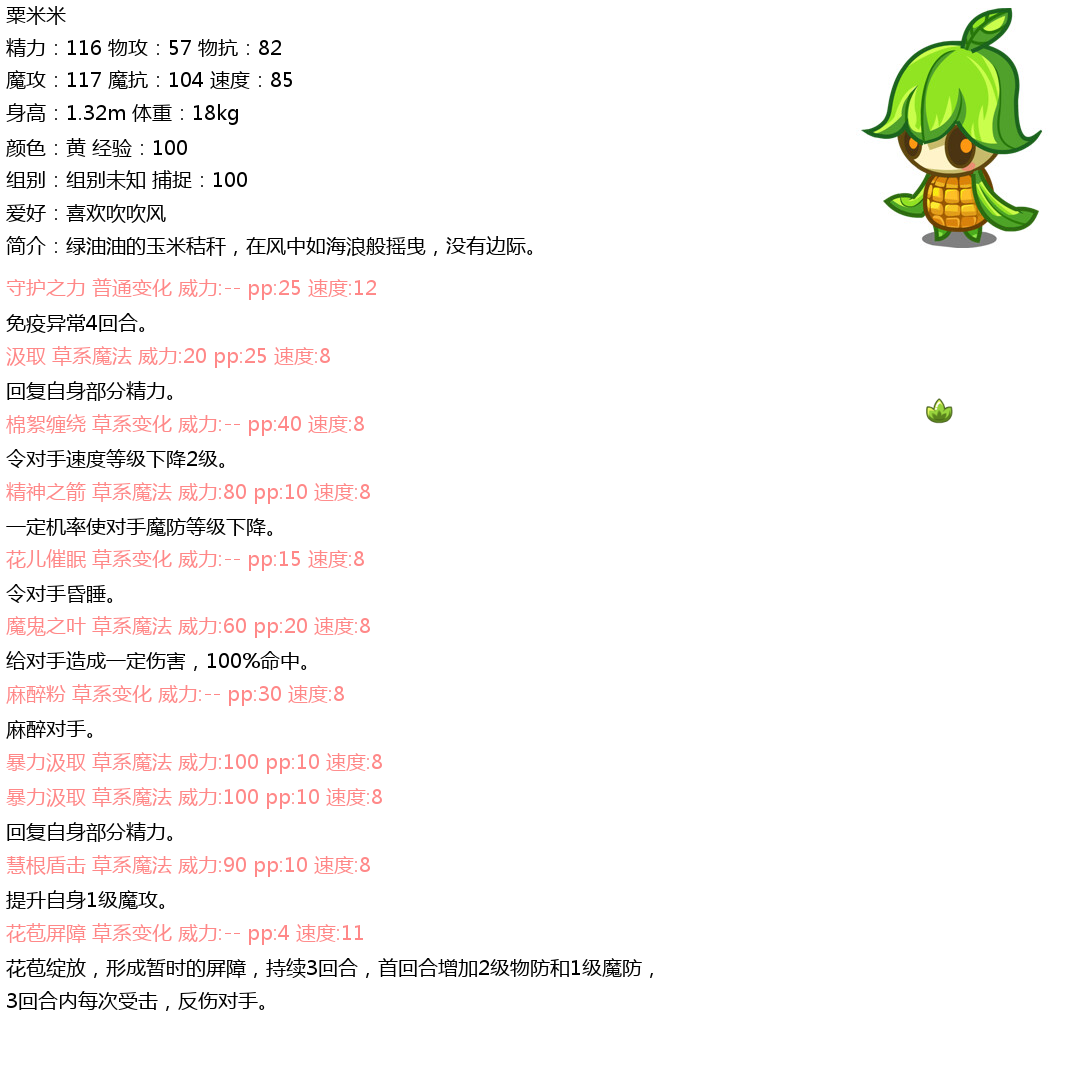 粟米米
精力：116 物攻：57 物抗：82
魔攻：117 魔抗：104 速度：85
身高：1.32m 体重：18kg
颜色：黄 经验：100
组别：组别未知 捕捉：100
爱好：喜欢吹吹风
简介：绿油油的玉米秸秆，在风中如海浪般摇曳，没有边际。
守护之力 普通变化 威力:-- pp:25 速度:12
免疫异常4回合。
汲取 草系魔法 威力:20 pp:25 速度:8
回复自身部分精力。
棉絮缠绕 草系变化 威力:-- pp:40 速度:8
令对手速度等级下降2级。
精神之箭 草系魔法 威力:80 pp:10 速度:8
一定机率使对手魔防等级下降。
花儿催眠 草系变化 威力:-- pp:15 速度:8
令对手昏睡。
魔鬼之叶 草系魔法 威力:60 pp:20 速度:8
给对手造成一定伤害，100%命中。
麻醉粉 草系变化 威力:-- pp:30 速度:8
麻醉对手。
暴力汲取 草系魔法 威力:100 pp:10 速度:8
暴力汲取 草系魔法 威力:100 pp:10 速度:8
回复自身部分精力。
慧根盾击 草系魔法 威力:90 pp:10 速度:8
提升自身1级魔攻。
花苞屏障 草系变化 威力:-- pp:4 速度:11
花苞绽放，形成暂时的屏障，持续3回合，首回合增加2级物防和1级魔防，
3回合内每次受击，反伤对手。